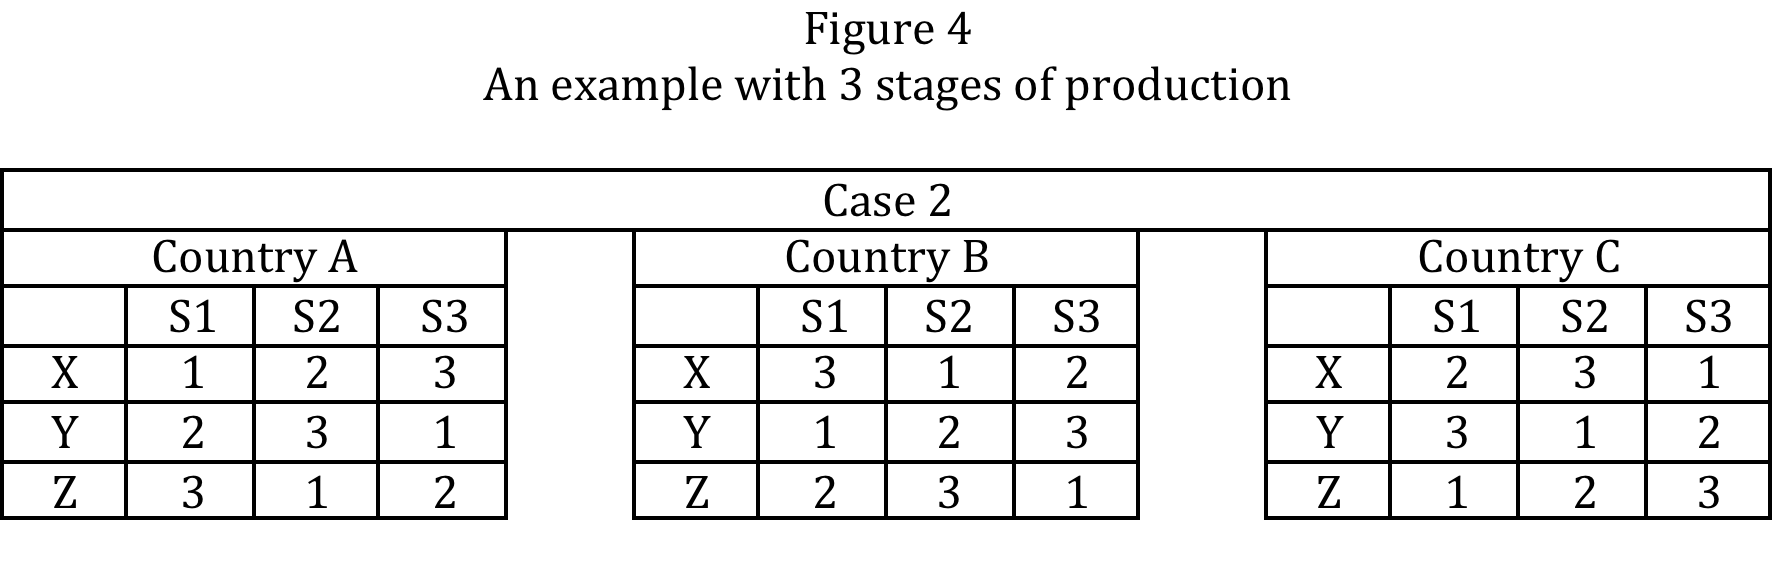 Figure 4
An example with 3 stages of production
Case 2
Country A Country B Country C
S1 S2 S3 S1 S2 S3 S1 S2 S3
X 1 2 3 X 3 1 2 X 2 3 1
Y 2 3 1 Y 1 2 3 Y 3 1 2
Z 3 1 2 Z 2 3 1 Z 1 2 3